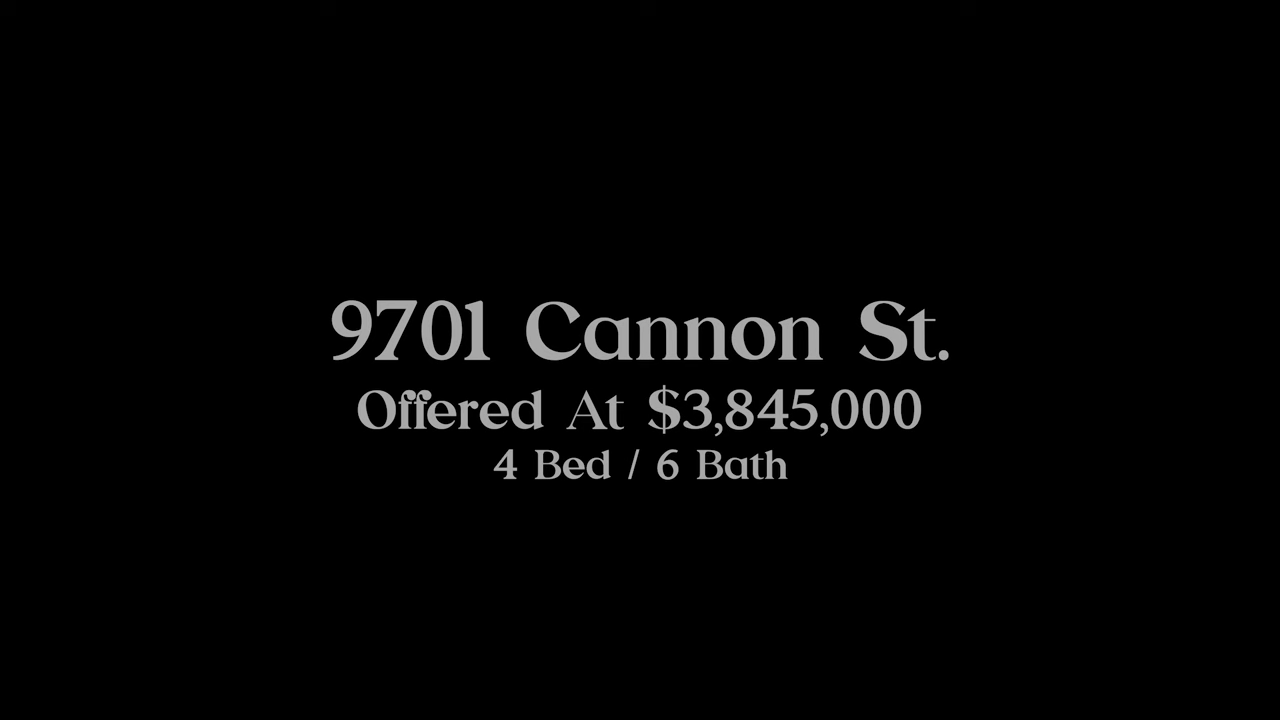 9701 Cannon St.
Offered At $3,845,000
4 Bed / 6 Bath